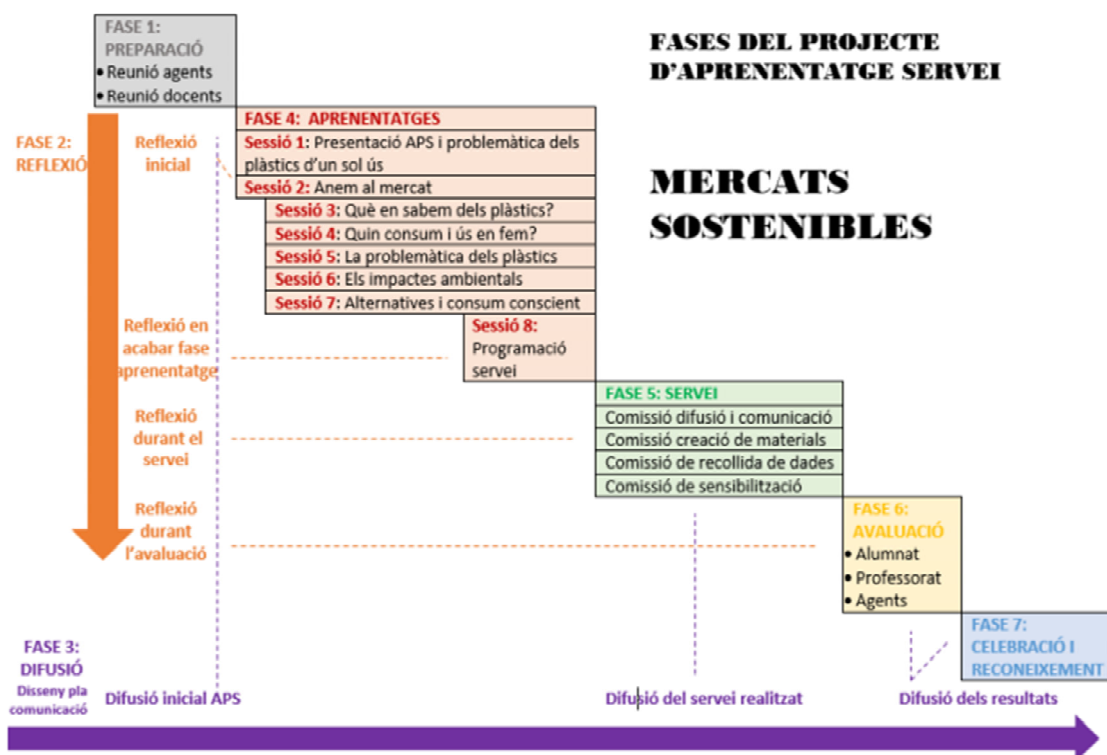 FASE 1:
PREPARACIÓ
• Reunió agents
• Reunió docents
FASES DEL PROJECTE
D'APRENENTATGE SERVEI
MERCATS
SOSTENIBLES
FASE 2:
REFLEXIÓ
Reflexió
inicial
FASE 4: APRENENTATGES
Sessió 1: Presentació APS i problemàtica dels
plàstics d'un sol ús
Sessió 2: Anem al mercat
Sessió 3: Què en sabem dels plàstics?
Sessió 4: Quin consum i ús en fem?
Sessió 5: La problemàtica dels plàstics
Sessió 6: Els impactes ambientals
Sessió 7: Alternatives i consum conscient
Sessió 8:
Programació
servei
Reflexió en
acabar fase
aprenentatge
FASE 5: SERVEI
Comissió difusió i comunicació
Comissió creació de materials
Comissió de recollida de dades
Comissió de sensibilització
Reflexió
durant el
servei
Reflexió
durant
l'avaluació
FASE 6:
AVALUACIÓ
• Alumnat
• Professorat
• Agents
FASE 7:
CELEBRACIÓ I
RECONEIXEMENT
FASE 3:
DIFUSIÓ
Disseny pla
comunicació
Difusió inicial APS
Difusió del servei realitzat
Difusió dels resultats